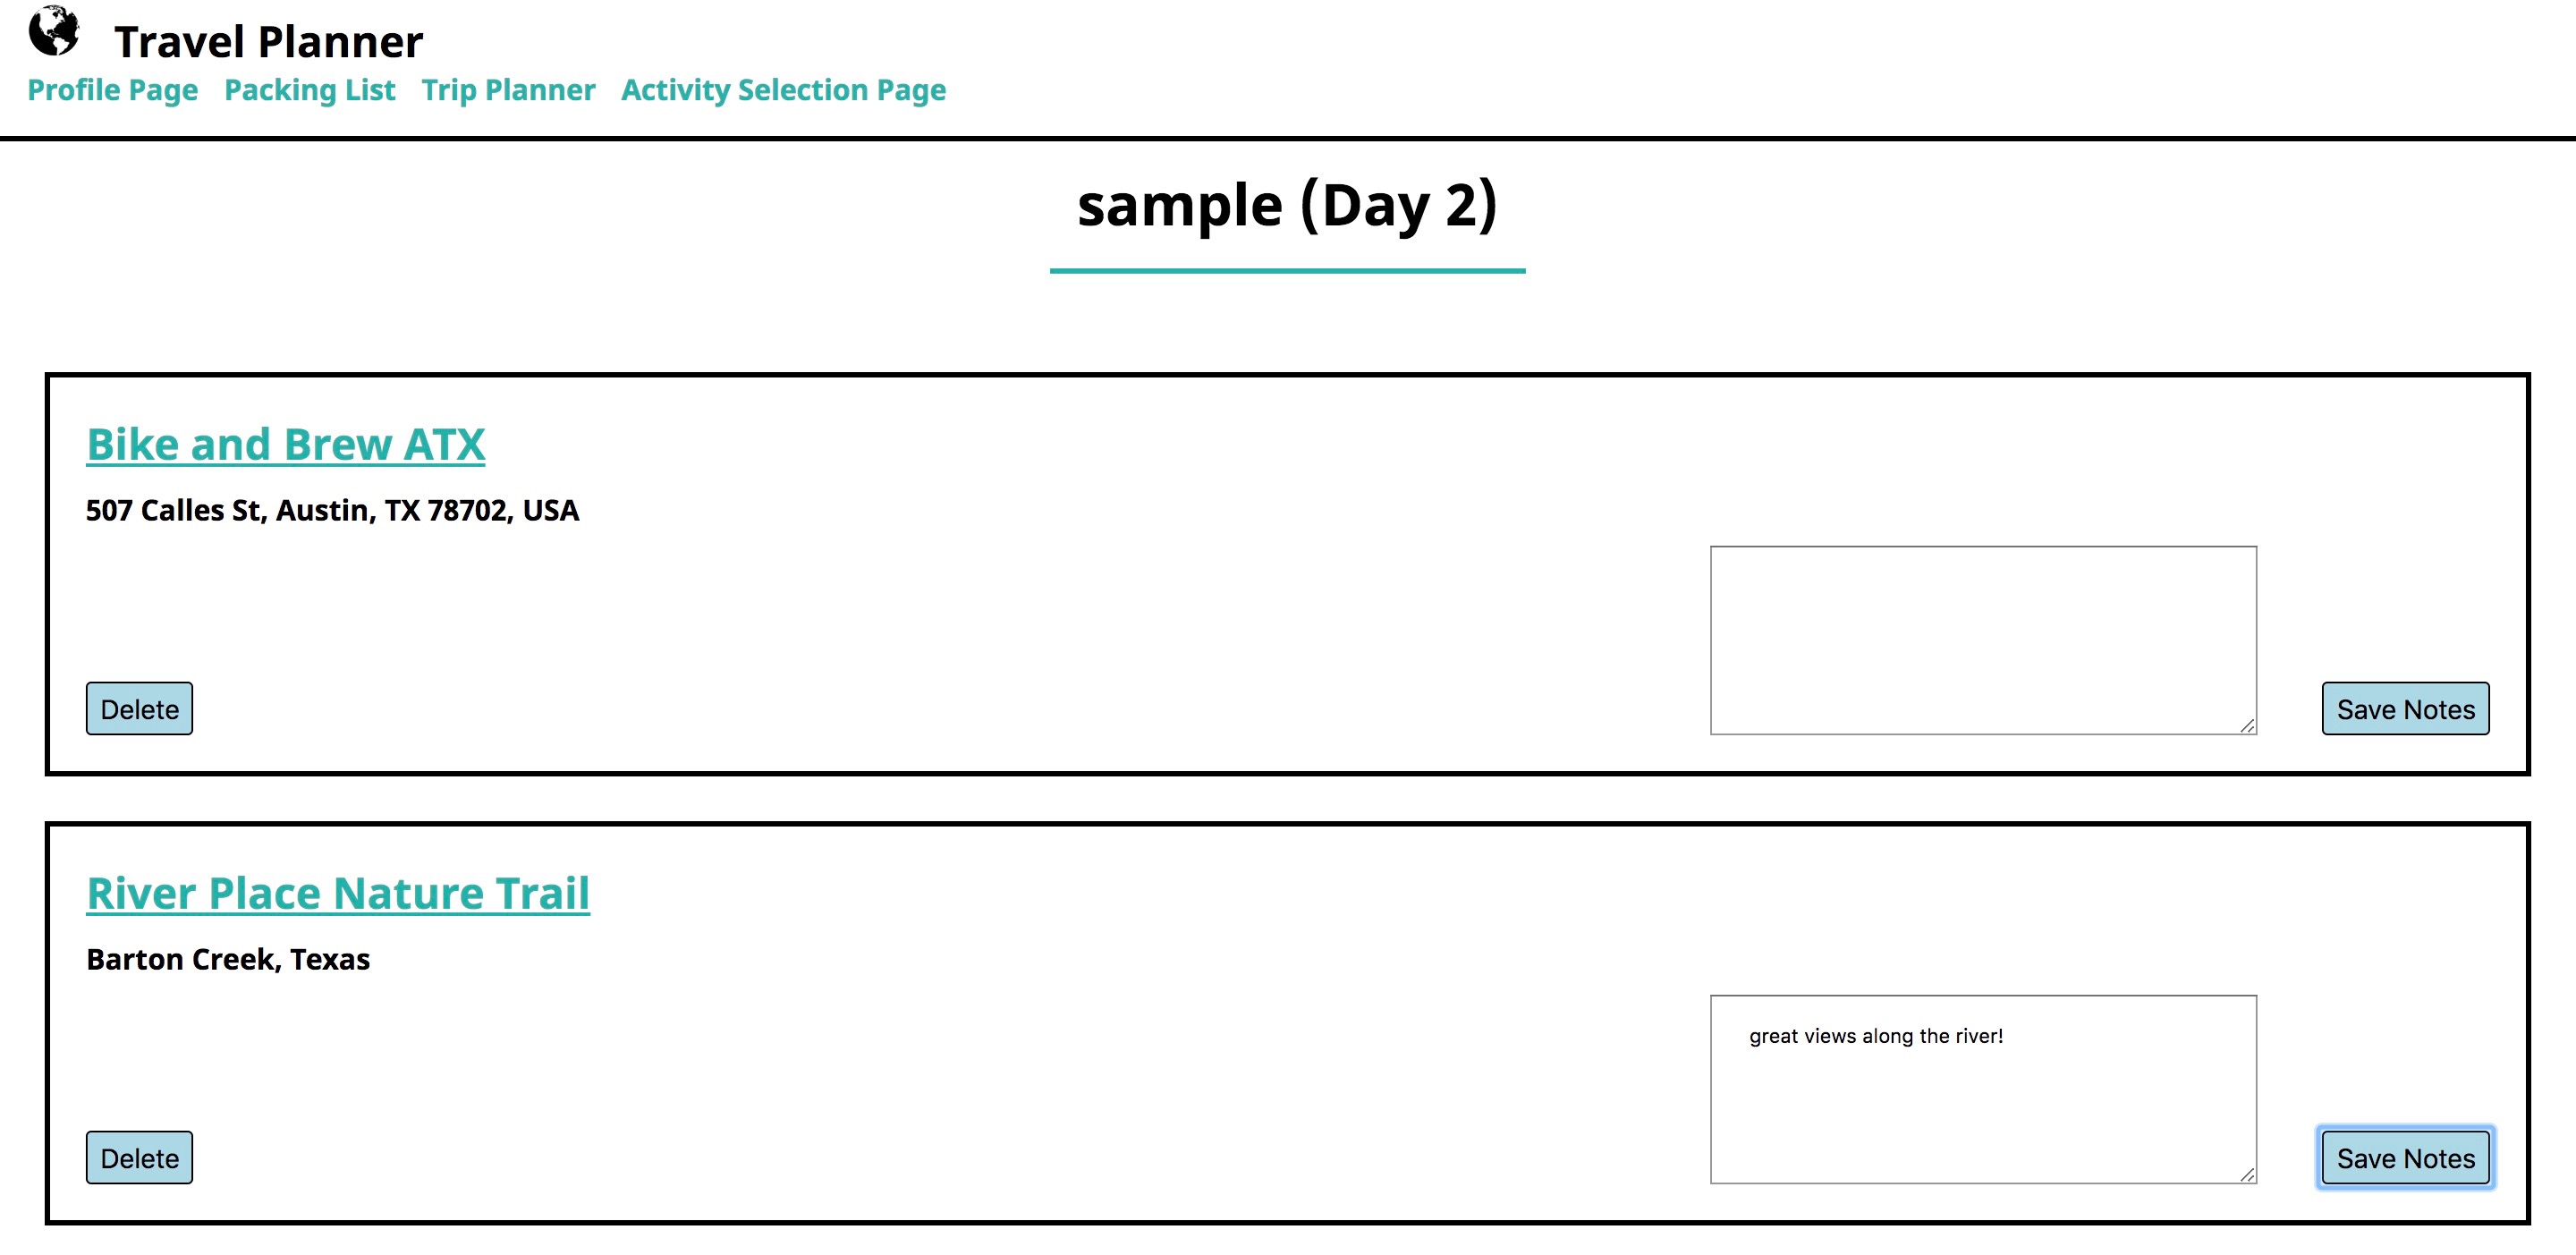 Travel Planner
Profile Page Packing List Trip Planner Activity Selection Page
sample (Day 2)
Bike and Brew ATX
507 Calles St, Austin, TX 78702, USA
Delete
Save Notes
River Place Nature Trail
Barton Creek, Texas
great views along the river!
Delete
Save Notes